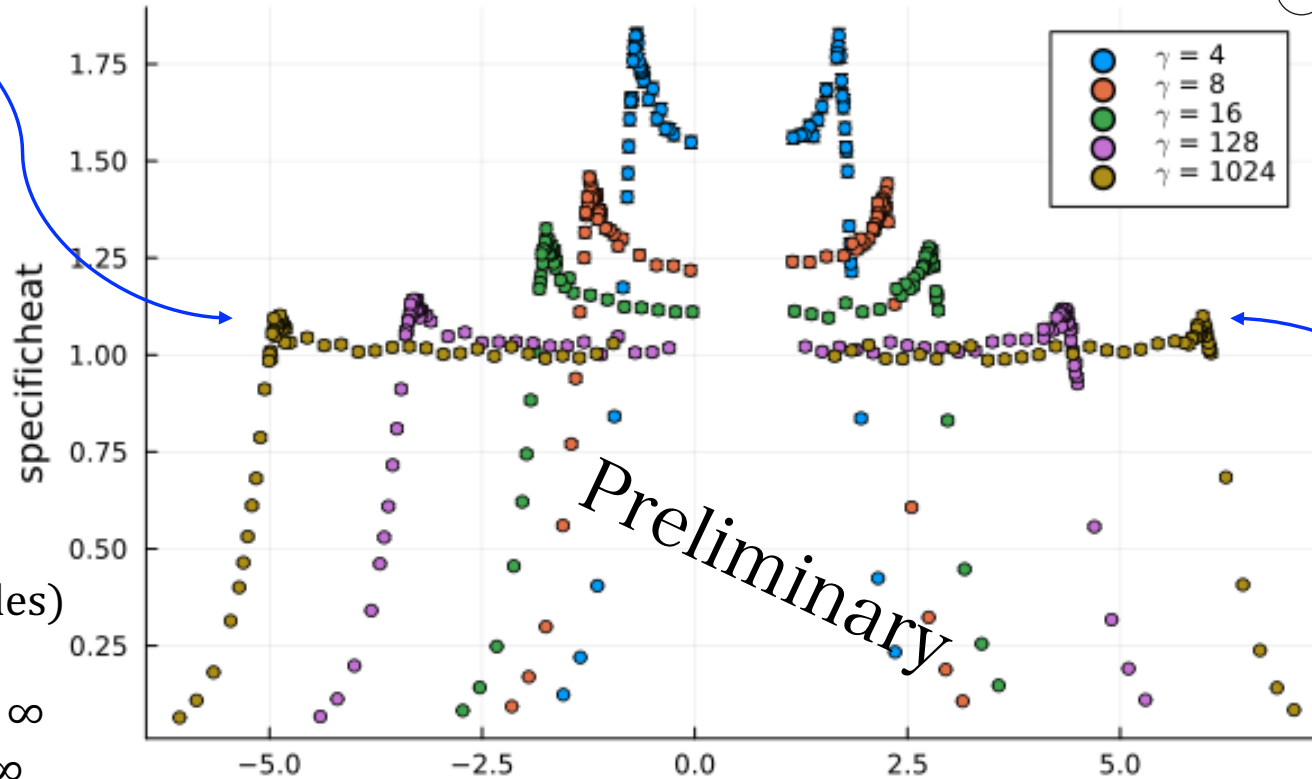 1.75
1.50
1.25
1.00
0.75
0.50
0.25
specificheat
γ = 4
γ = 8
γ = 16
γ = 128
γ = 1024
Preliminary
les)
∞
∞
−5.0
−2.5
0.0
2.5
5.0